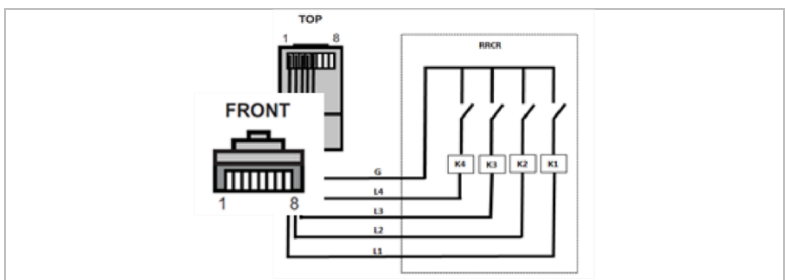 TOP
1 8
RRCR
FRONT
1 8
K4 K3 K2 K1
G
L4
L3
L2
L1